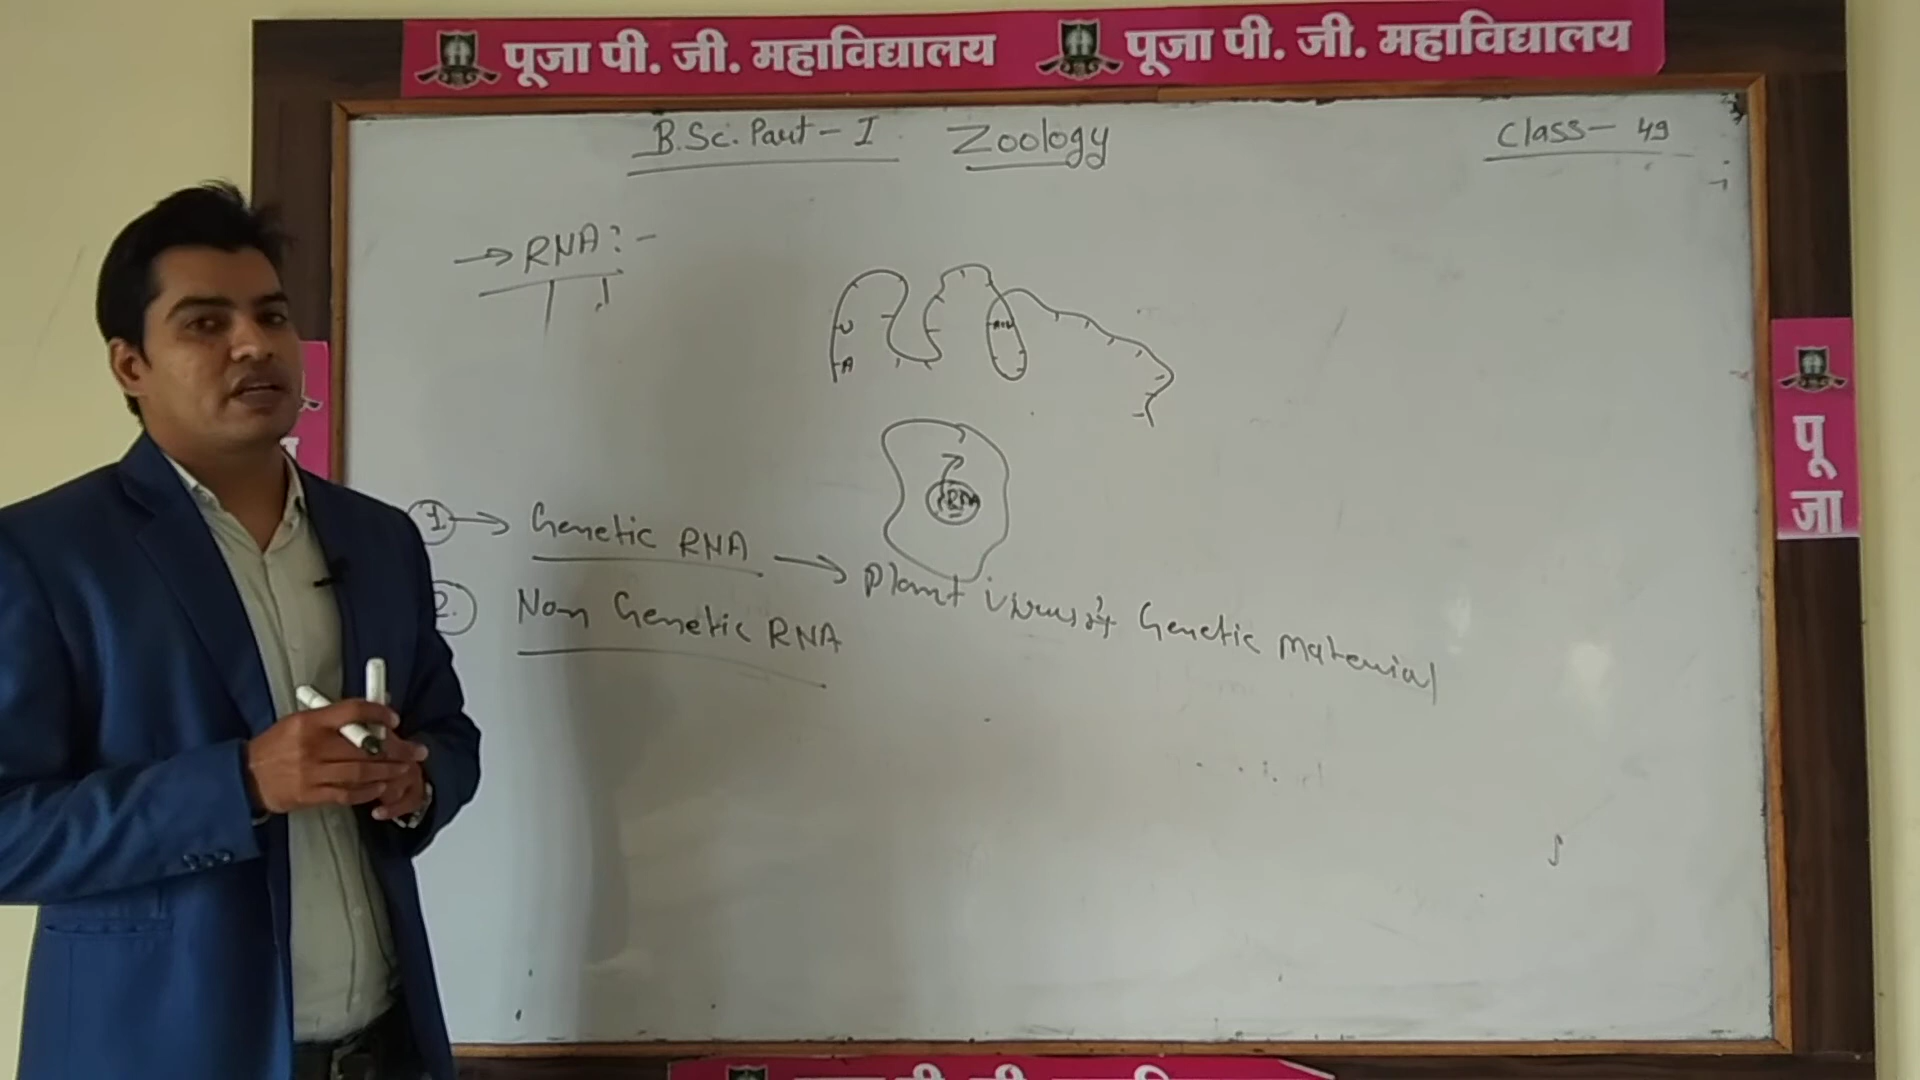 पूजा पी. जी. महाविद्यालय पूजा पी. जी. महाविद्यालय
B.Sc. Part - I Zoology Class - 49
→ RNA : -
U
A
RNA
1 → Genetic RNA → Plant virus में Genetic Material
2. Non Genetic RNA
पू
जा